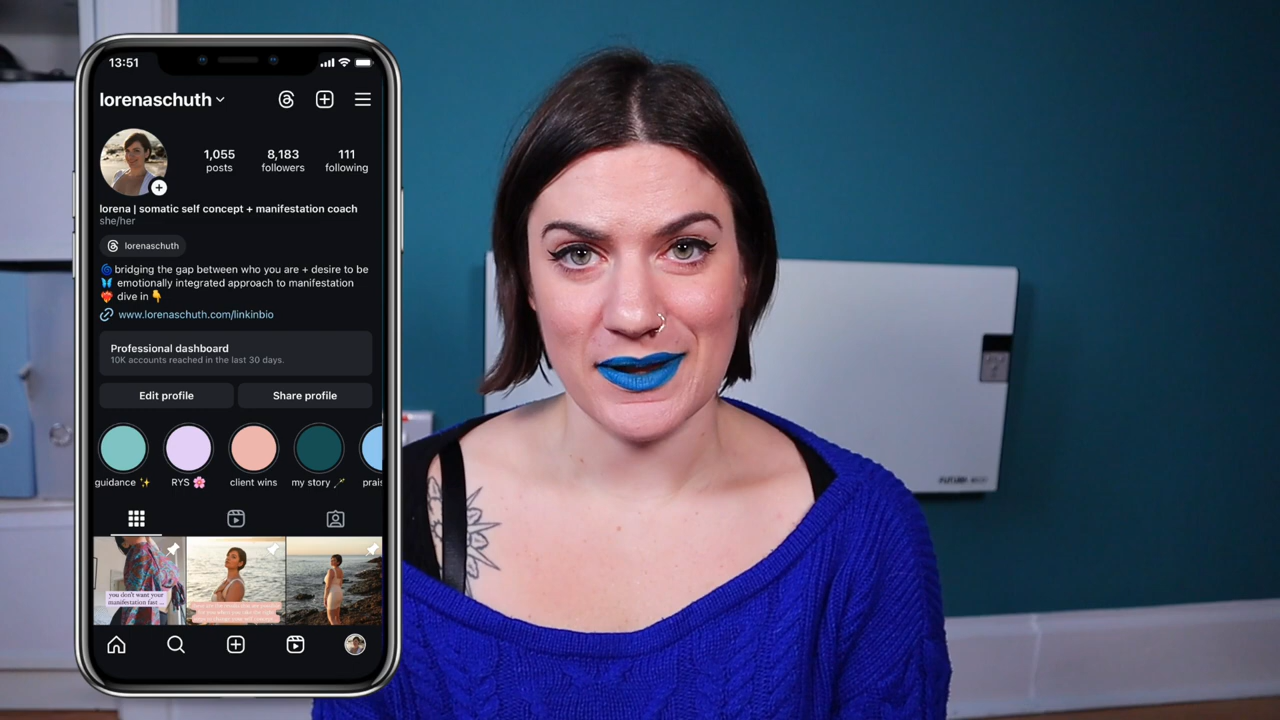 13:51
lorenaschuth
1,055 8,183 111
posts followers following
lorena | somatic self concept + manifestation coach
she/her
lorenaschuth
🌀bridging the gap between who you are + desire to be
🦋 emotionally integrated approach to manifestation
❤️‍🔥 dive in 👇
www.lorenaschuth.com/linkinbio
Professional dashboard
10K accounts reached in the last 30 days.
Edit profile Share profile
guidance ✨ RYS 🌸 client wins my story 🪄 prais
you don't want your
manifestation fast ...